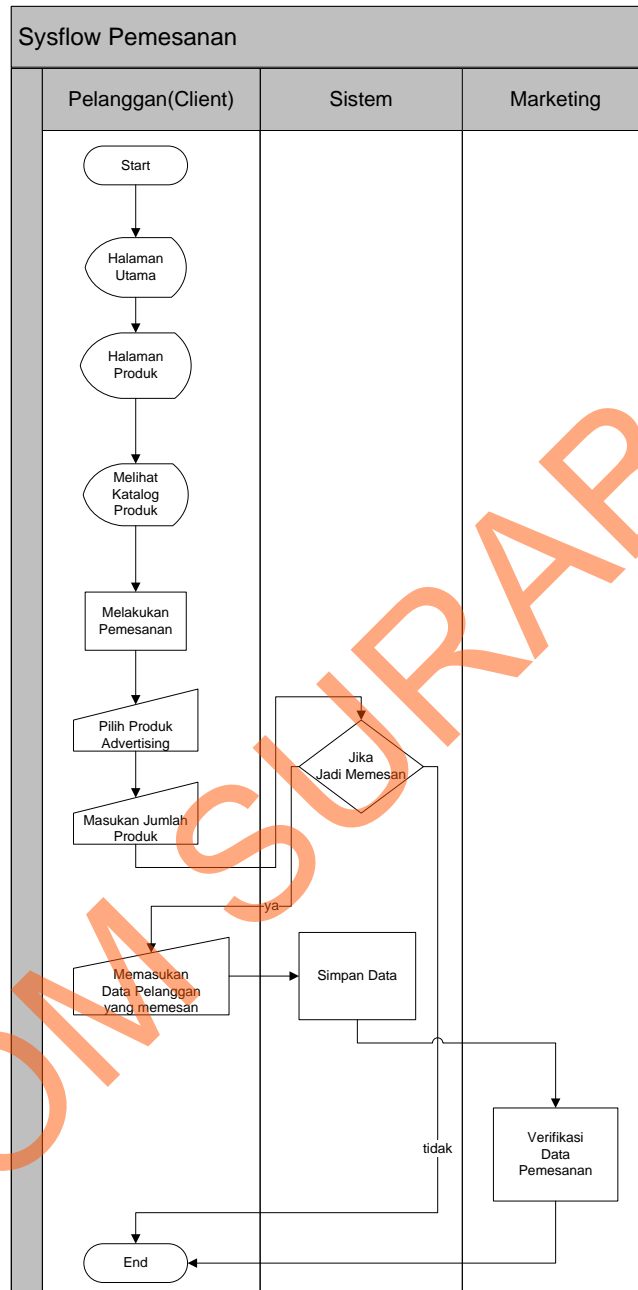 Sysflow Pemesanan
Pelanggan(Client)
Sistem
Marketing
Start
Halaman
Utama
Halaman
Produk
Melihat
Katalog
Produk
Melakukan
Pemesanan
Pilih Produk
Advertising
Jika
Jadi Memesan
Masukan Jumlah
Produk
ya
Memasukan
Data Pelanggan
yang memesan
Simpan Data
Verifikasi
Data
Pemesanan
tidak
End
OM SURAP